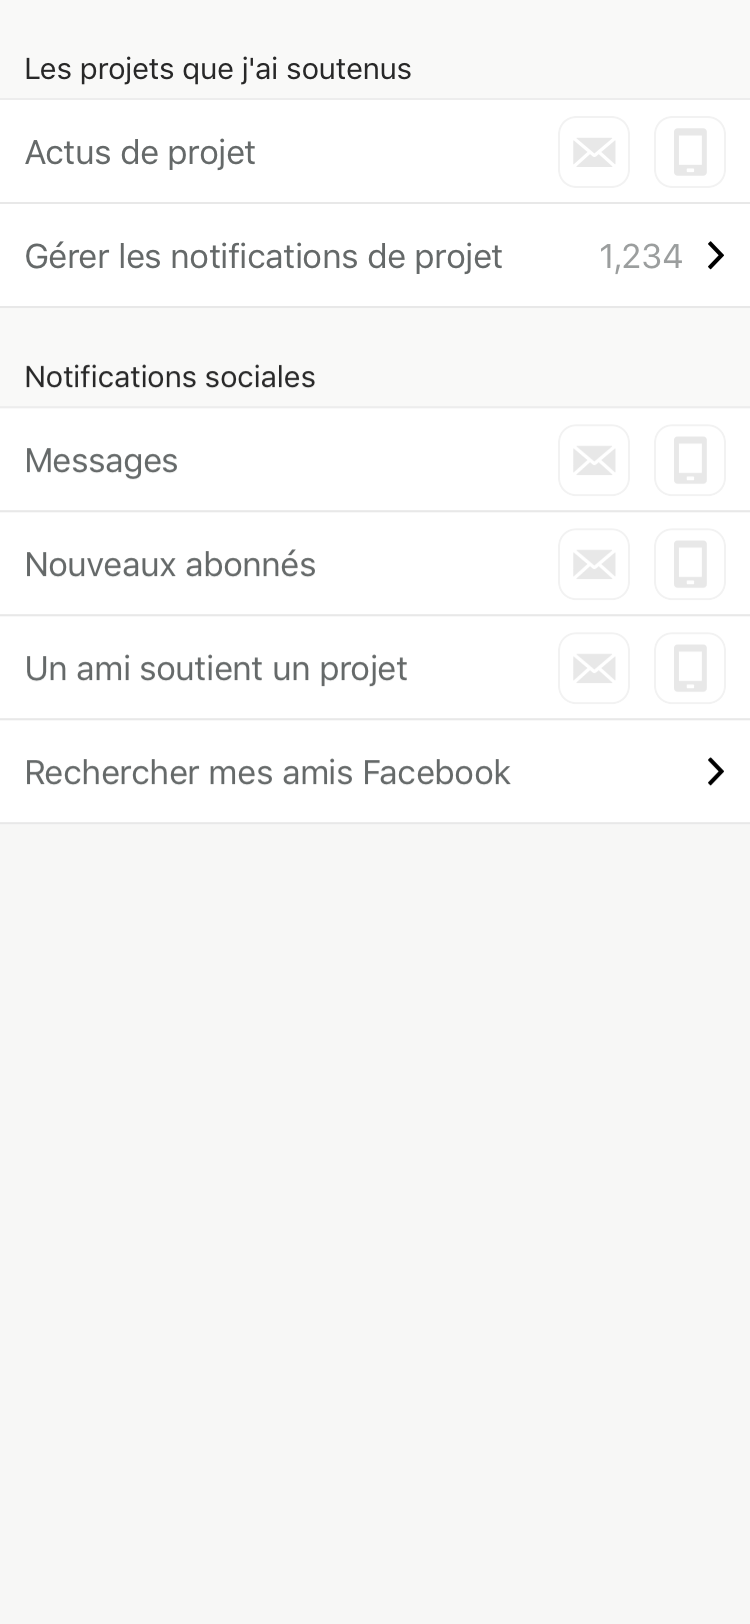 Les projets que j'ai soutenus
Actus de projet
Gérer les notifications de projet 1,234
Notifications sociales
Messages
Nouveaux abonnés
Un ami soutient un projet
Rechercher mes amis Facebook